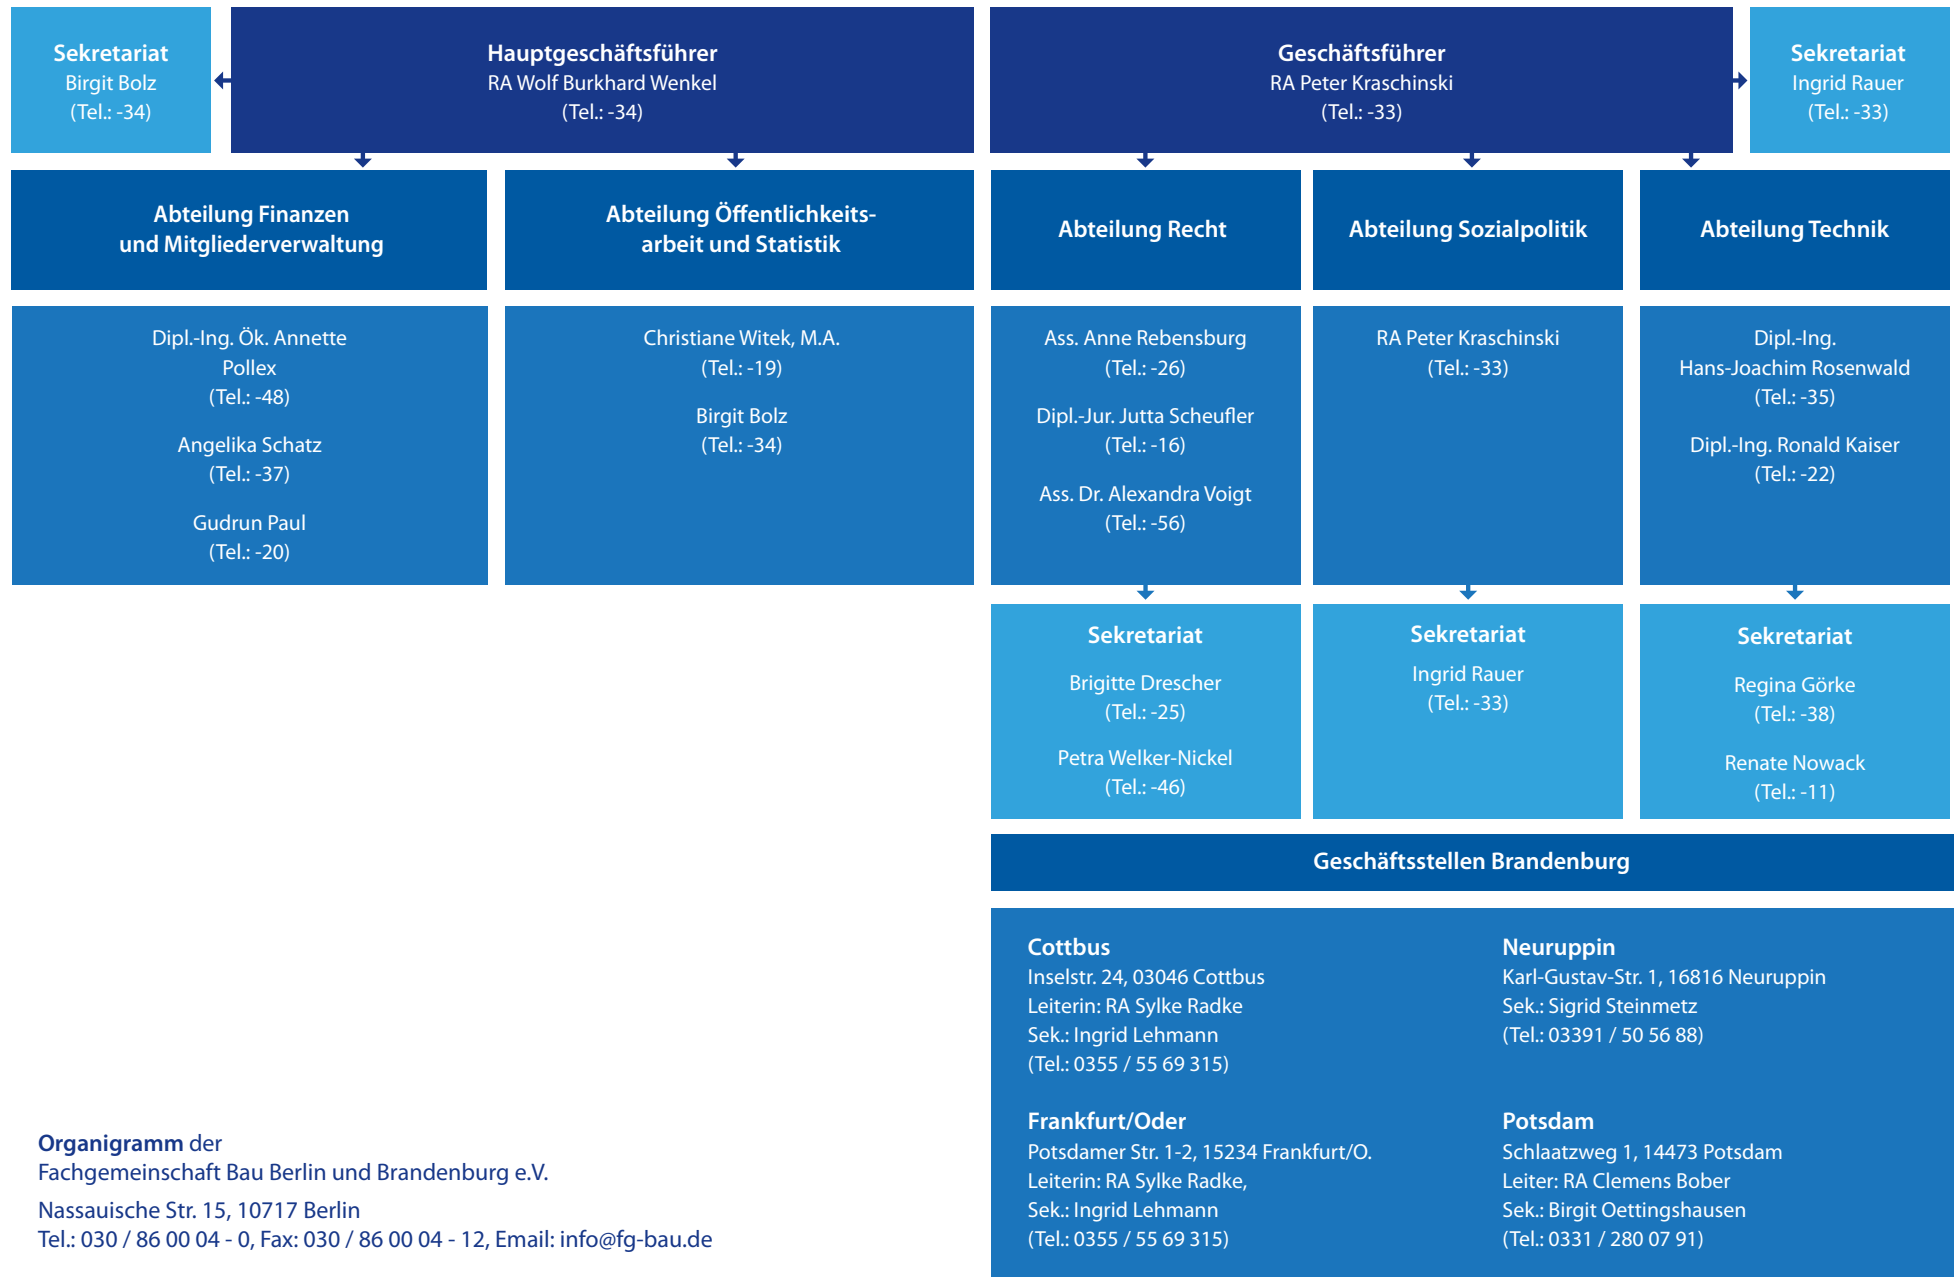 Sekretariat
Birgit Bolz
(Tel.: -34)
Hauptgeschäftsführer
RA Wolf Burkhard Wenkel
(Tel.: -34)
Geschäftsführer
RA Peter Kraschinski
(Tel.: -33)
Sekretariat
Ingrid Rauer
(Tel.: -33)
Abteilung Finanzen
und Mitgliederverwaltung
Abteilung Öffentlichkeits-
arbeit und Statistik
Abteilung Recht
Abteilung Sozialpolitik
Abteilung Technik
Dipl.-Ing. Ök. Annette
Pollex
(Tel.: -48)
Angelika Schatz
(Tel.: -37)
Gudrun Paul
(Tel.: -20)
Christiane Witek, M.A.
(Tel.: -19)
Birgit Bolz
(Tel.: -34)
Ass. Anne Rebensburg
(Tel.: -26)
Dipl.-Jur. Jutta Scheufler
(Tel.: -16)
Ass. Dr. Alexandra Voigt
(Tel.: -56)
RA Peter Kraschinski
(Tel.: -33)
Dipl.-Ing.
Hans-Joachim Rosenwald
(Tel.: -35)
Dipl.-Ing. Ronald Kaiser
(Tel.: -22)
Sekretariat
Brigitte Drescher
(Tel.: -25)
Petra Welker-Nickel
(Tel.: -46)
Sekretariat
Ingrid Rauer
(Tel.: -33)
Sekretariat
Regina Görke
(Tel.: -38)
Renate Nowack
(Tel.: -11)
Geschäftsstellen Brandenburg
Cottbus
Inselstr. 24, 03046 Cottbus
Leiterin: RA Sylke Radke
Sek.: Ingrid Lehmann
(Tel.: 0355 / 55 69 315)
Neuruppin
Karl-Gustav-Str. 1, 16816 Neuruppin
Sek.: Sigrid Steinmetz
(Tel.: 03391 / 50 56 88)
Frankfurt/Oder
Potsdamer Str. 1-2, 15234 Frankfurt/O.
Leiterin: RA Sylke Radke,
Sek.: Ingrid Lehmann
(Tel.: 0355 / 55 69 315)
Potsdam
Schlaatzweg 1, 14473 Potsdam
Leiter: RA Clemens Bober
Sek.: Birgit Oettingshausen
(Tel.: 0331 / 280 07 91)
Organigramm der
Fachgemeinschaft Bau Berlin und Brandenburg e.V.
Nassauische Str. 15, 10717 Berlin
Tel.: 030 / 86 00 04 - 0, Fax: 030 / 86 00 04 - 12, Email: info@fg-bau.de